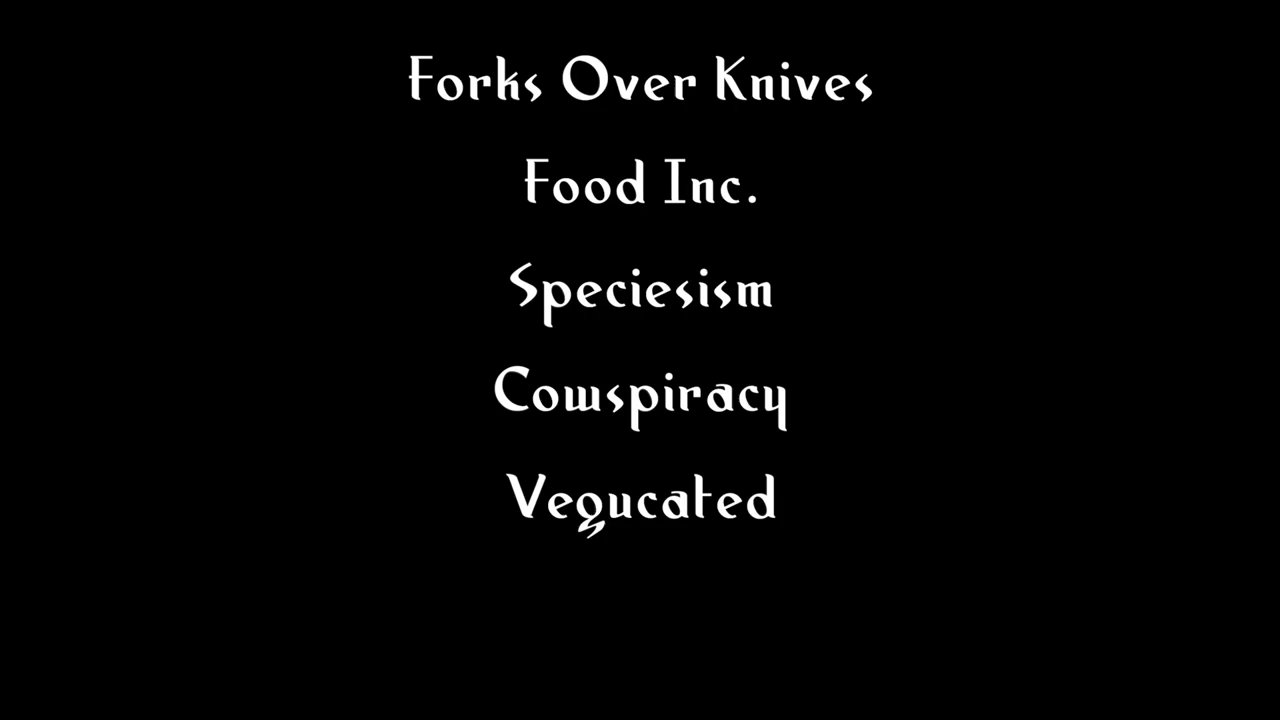 Forks Over Knives
Food Inc.
Speciesism
Cowspiracy
Vegucated